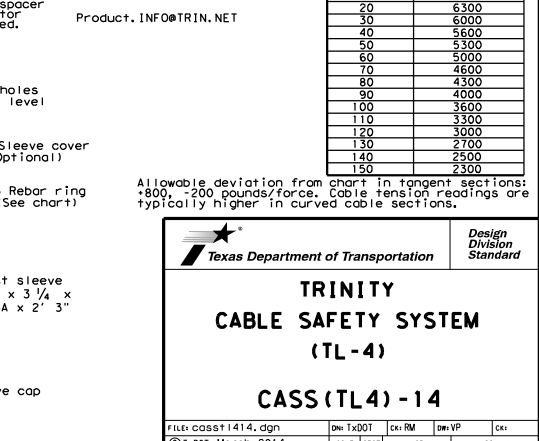 spacer
tor
ed.
Product.INFO@TRIN.NET
holes
level
Sleeve cover
Optional)
Rebar ring
(See chart)
t sleeve
x 3 1/4 x
A x 2' 3"
e cap
20 6300
30 6000
40 5600
50 5300
60 5000
70 4600
80 4300
90 4000
100 3600
110 3300
120 3000
130 2700
140 2500
150 2300
Allowable deviation from chart in tangent sections:
+800, -200 pounds/force. Cable tension readings are
typically higher in curved cable sections.
Texas Department of Transportation
Design
Division
Standard
TRINITY
CABLE SAFETY SYSTEM
(TL-4)
CASS(TL4)-14
FILE: casst1414.dgn DN: TxDOT CK: RM DW: VP CK: